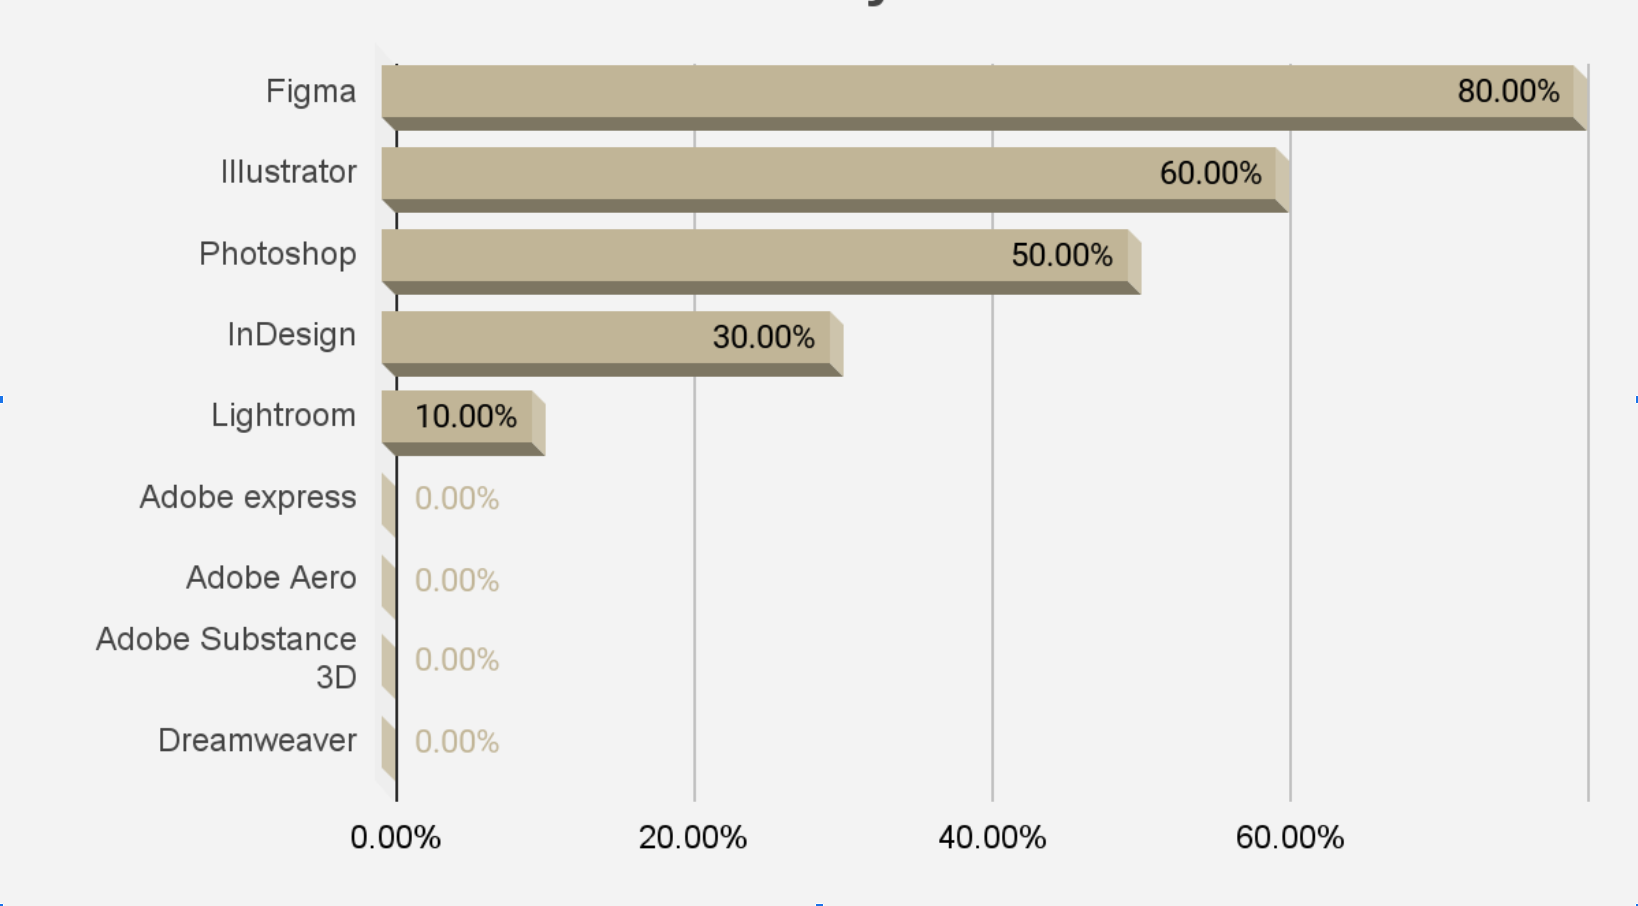 Figma
80.00%
Illustrator
60.00%
Photoshop
50.00%
InDesign
30.00%
Lightroom
10.00%
Adobe express
0.00%
Adobe Aero
0.00%
Adobe Substance
3D
0.00%
Dreamweaver
0.00%
0.00% 20.00% 40.00% 60.00%